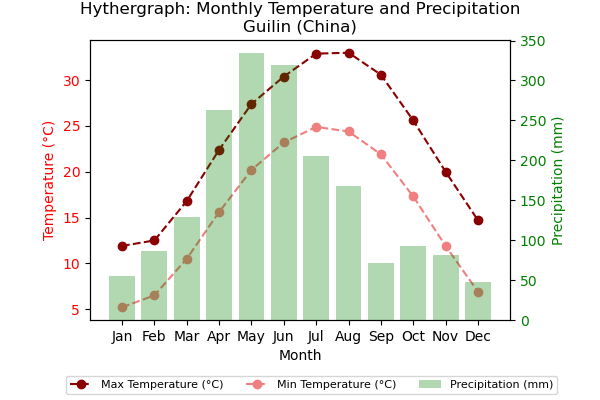 Hythergraph: Monthly Temperature and Precipitation
Guilin (China)
Temperature (°C)
30
25
20
15
10
5
350
300
250
200
150
100
50
0
Precipitation (mm)
Jan Feb Mar Apr May Jun Jul Aug Sep Oct Nov Dec
Month
Max Temperature (°C) Min Temperature (°C) Precipitation (mm)